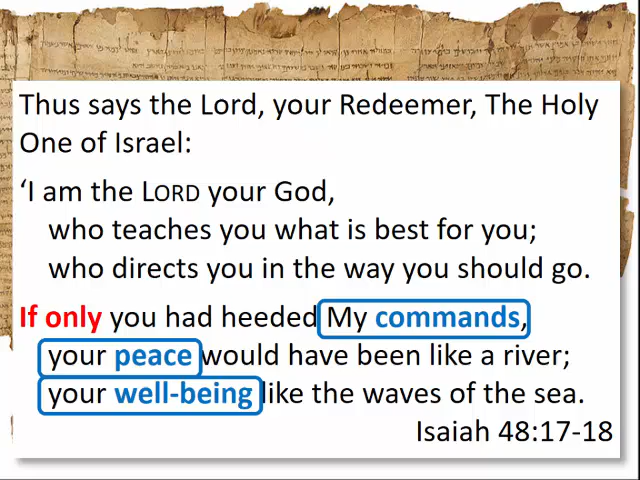 Thus says the Lord, your Redeemer, The Holy
One of Israel:
‘I am the LORD your God,
who teaches you what is best for you;
who directs you in the way you should go.
If only you had heeded My commands,
your peace would have been like a river;
your well-being like the waves of the sea.
Isaiah 48:17-18